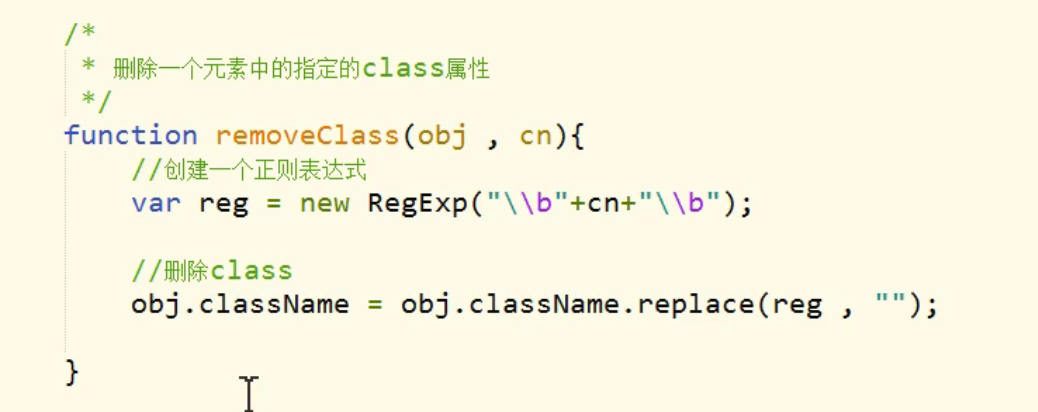 /*
 * 删除一个元素中的指定的class属性
 */
function removeClass(obj , cn){
    //创建一个正则表达式
    var reg = new RegExp("\\b"+cn+"\\b");
    //删除class
    obj.className = obj.className.replace(reg , "");
}